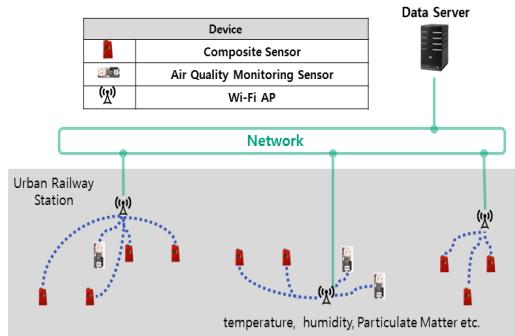 Data Server
Device
Composite Sensor
Air Quality Monitoring Sensor
Wi-Fi AP
Network
Urban Railway
Station
temperature, humidity, Particulate Matter etc.